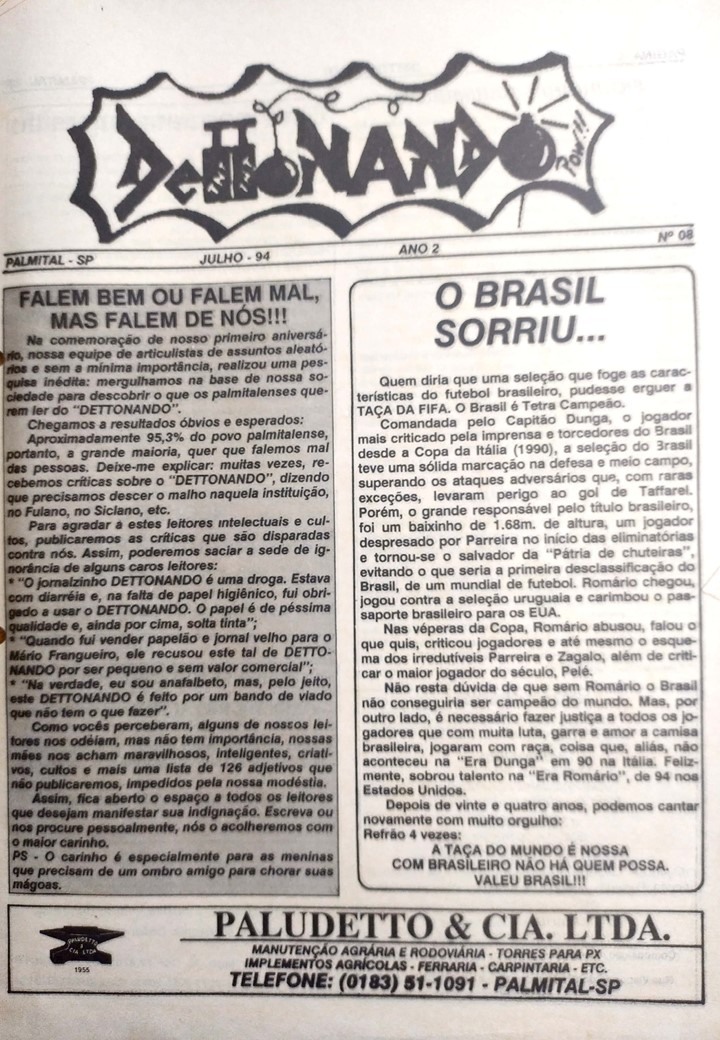 DeTTONANDO
TNT TNT
POW!!!
PALMITAL - SP JULHO - 94 ANO 2 Nº 08
FALEM BEM OU FALEM MAL,
MAS FALEM DE NÓS!!!
Na comemoração de nosso primeiro aniversá-
rio, nossa equipe de articulistas de assuntos aleató-
rios e sem a mínima importância, realizou uma pes-
quisa inédita: mergulhamos na base de nossa so-
ciedade para descobrir o que os palmitalenses que-
rem ler do "DETTONANDO".
Chegamos a resultados óbvios e esperados:
Aproximadamente 95,3% do povo palmitalense,
portanto, a grande maioria, quer que falemos mal
das pessoas. Deixe-me explicar: muitas vezes, re-
cebemos críticas sobre o "DETTONANDO", dizendo
que precisamos descer o malho naquela instituição,
no Fulano, no Siclano, etc.
Para agradar à estes leitores intelectuais e cul-
tos, publicaremos as críticas que são disparadas
contra nós. Assim, poderemos saciar a sede de ig-
norância de alguns caros leitores:
* "O jornalzinho DETTONANDO é uma droga. Estava
com diarréia e, na falta de papel higiênico, fui obri-
gado a usar o DETTONANDO. O papel é de péssima
qualidade e, ainda por cima, solta tinta";
* "Quando fui vender papelão e jornal velho para o
Mário Frangueiro, ele recusou este tal de DETTO-
NANDO por ser pequeno e sem valor comercial";
* "Na verdade, eu sou anafalbeto, mas, pelo jeito,
este DETTONANDO é feito por um bando de viado
que não tem o que fazer".
Como vocês perceberam, alguns de nossos lei-
tores nos odeiam, mas não tem importância, nossas
mães nos acham maravilhosos, inteligentes, criati-
vos, cultos e mais uma lista de 126 adjetivos que
não publicaremos, impedidos pela nossa modéstia.
Assim, fica aberto o espaço a todos os leitores
que desejam manifestar sua indignação. Escreva ou
nos procure pessoalmente, nós o acolheremos com
o maior carinho.
PS - O carinho é especialmente para as meninas
que precisam de um ombro amigo para chorar suas
mágoas.
O BRASIL
SORRIU...
Quem diria que uma seleção que foge as carac-
terísticas do futebol brasileiro, pudesse erguer a
TAÇA DA FIFA. O Brasil é Tetra Campeão.
Comandada pelo Capitão Dunga, o jogador
mais criticado pela imprensa e torcedores do Brasil
desde a Copa da Itália (1990), a seleção do Brasil
teve uma sólida marcação na defesa e meio campo,
superando os ataques adversários que, com raras
exceções, levaram perigo ao gol de Taffarel.
Porém, o grande responsável pelo título brasileiro,
foi um baixinho de 1.68m. de altura, um jogador
despresado por Parreira no início das eliminatórias
e tornou-se o salvador da "Pátria de chuteiras",
evitando o que seria a primeira desclassificação do
Brasil, de um mundial de futebol. Romário chegou,
jogou contra a seleção uruguaia e carimbou o pas-
saporte brasileiro para os EUA.
Nas vésperas da Copa, Romário abusou, falou o
que quis, criticou jogadores e até mesmo o esque-
ma dos irredutíveis Parreira e Zagalo, além de criti-
car o maior jogador do século, Pelé.
Não resta dúvida de que sem Romário o Brasil
não conseguiria ser campeão do mundo. Mas, por
outro lado, é necessário fazer justiça a todos os jo-
gadores que com muita luta, garra e amor a camisa
brasileira, jogaram com raça, coisa que, aliás, não
aconteceu na "Era Dunga" em 90 na Itália. Feliz-
mente, sobrou talento na "Era Romário", de 94 nos
Estados Unidos.
Depois de vinte e quatro anos, podemos cantar
novamente com muito orgulho:
Refrão 4 vezes:
A TAÇA DO MUNDO É NOSSA
COM BRASILEIRO NÃO HÁ QUEM POSSA.
VALEU BRASIL!!!
PALUDETTO
& CIA LTDA
1955
PALUDETTO & CIA. LTDA.
MANUTENÇÃO AGRÁRIA E RODOVIÁRIA - TORRES PARA PX
IMPLEMENTOS AGRÍCOLAS - FERRARIA - CARPINTARIA - ETC.
TELEFONE: (0183) 51-1091 - PALMITAL-SP